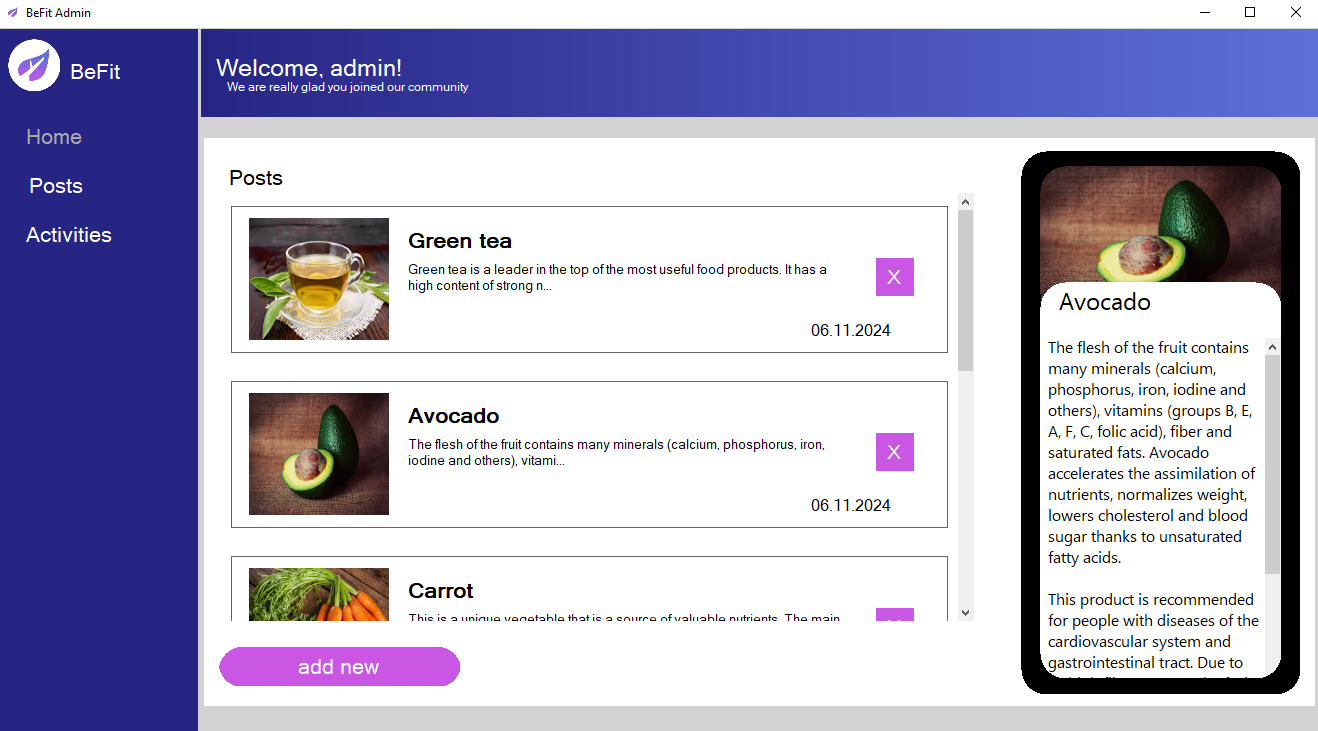 BeFit Admin
BeFit
Home
Posts
Activities
Welcome, admin!
We are really glad you joined our community
Posts
Green tea
Green tea is a leader in the top of the most useful food products. It has a
high content of strong n...
X
06.11.2024
Avocado
The flesh of the fruit contains many minerals (calcium, phosphorus, iron,
iodine and others), vitami...
X
06.11.2024
Carrot
This is a unique vegetable that is a source of valuable nutrients. The main
add new
Avocado
The flesh of the fruit contains
many minerals (calcium,
phosphorus, iron, iodine and
others), vitamins (groups B, E,
A, F, C, folic acid), fiber and
saturated fats. Avocado
accelerates the assimilation of
nutrients, normalizes weight,
lowers cholesterol and blood
sugar thanks to unsaturated
fatty acids.
This product is recommended
for people with diseases of the
cardiovascular system and
gastrointestinal tract. Due to